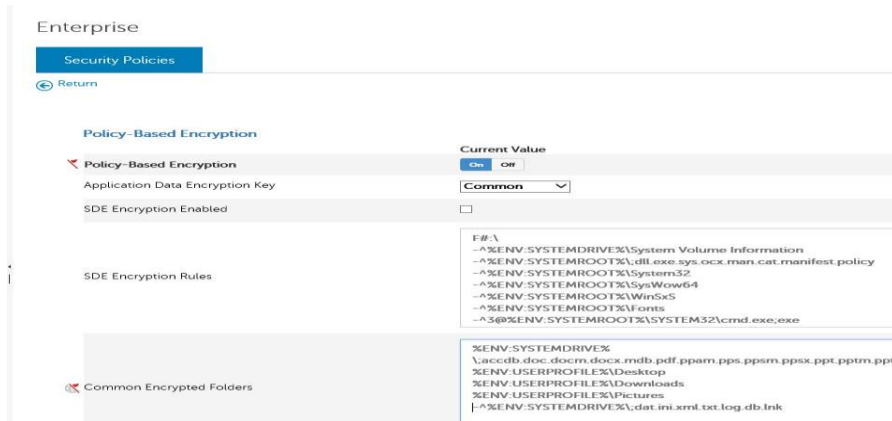 Enterprise
Security Policies
Return
Policy-Based Encryption
Current Value
Policy-Based Encryption
On Off
Application Data Encryption Key
Common
SDE Encryption Enabled
SDE Encryption Rules
F#:\
-^%ENV:SYSTEMDRIVE%\System Volume Information
-^%ENV:SYSTEMROOT%\;dll.exe.sys.ocx.man.cat.manifest.policy
-^%ENV:SYSTEMROOT%\System32
-^%ENV:SYSTEMROOT%\SysWow64
-^%ENV:SYSTEMROOT%\WinSxS
-^%ENV:SYSTEMROOT%\Fonts
-^3@%ENV:SYSTEMROOT%\SYSTEM32\cmd.exe;exe
Common Encrypted Folders
%ENV:SYSTEMDRIVE%
\;accdb.doc.docm.docx.mdb.pdf.ppam.pps.ppsm.ppsx.ppt.pptm.ppt
%ENV:USERPROFILE%\Desktop
%ENV:USERPROFILE%\Downloads
%ENV:USERPROFILE%\Pictures
-^%ENV:SYSTEMDRIVE%\;dat.ini.xml.txt.log.db.lnk